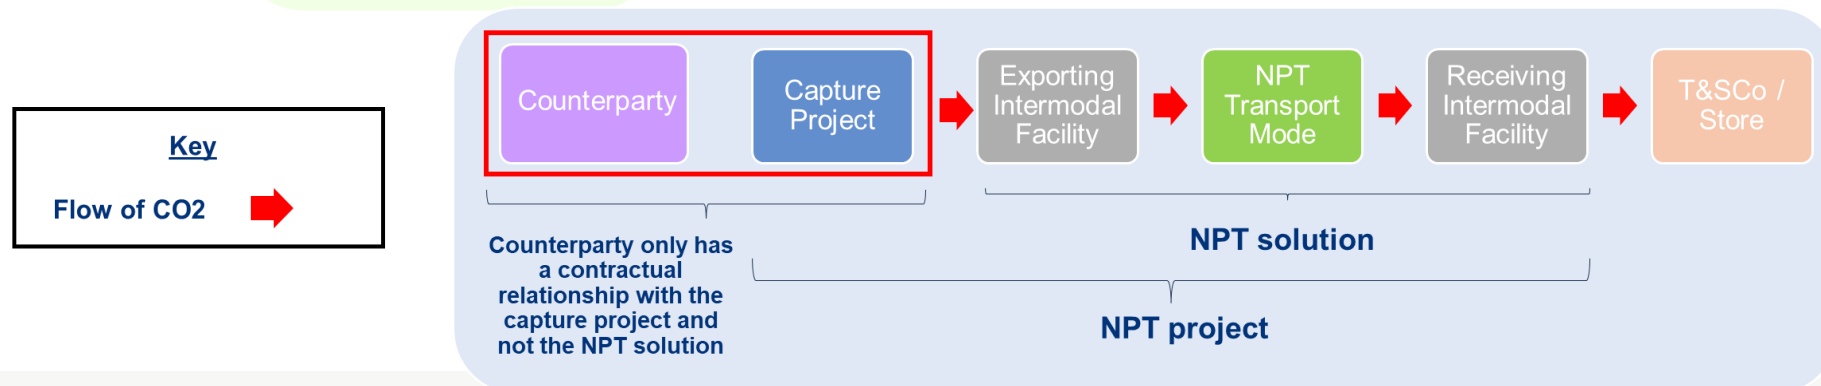 Key
Flow of CO2
Counterparty
Capture
Project
Exporting
Intermodal
Facility
NPT
Transport
Mode
Receiving
Intermodal
Facility
T&SCo /
Store
Counterparty only has
a contractual
relationship with the
capture project and
not the NPT solution
NPT solution
NPT project